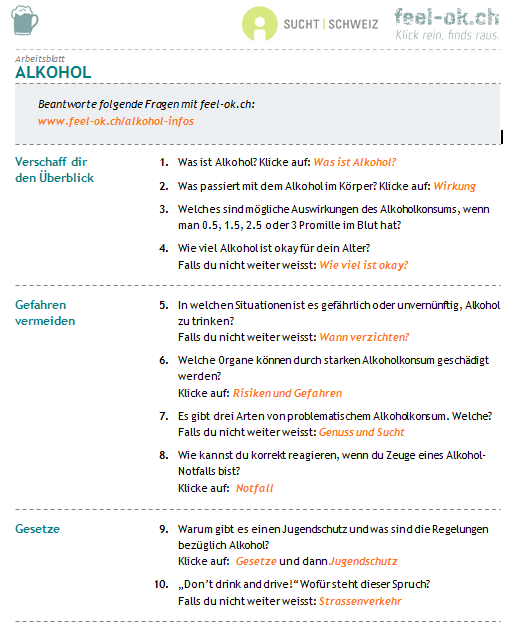 SUCHT | SCHWEIZ
feel-ok.ch
Klick rein, finds raus.
Arbeitsblatt
ALKOHOL
Beantworte folgende Fragen mit feel-ok.ch:
www.feel-ok.ch/alkohol-infos
Verschaff dir
den Überblick
1. Was ist Alkohol? Klicke auf: Was ist Alkohol?
2. Was passiert mit dem Alkohol im Körper? Klicke auf: Wirkung
3. Welches sind mögliche Auswirkungen des Alkoholkonsums, wenn
man 0.5, 1.5, 2.5 oder 3 Promille im Blut hat?
4. Wie viel Alkohol ist okay für dein Alter?
Falls du nicht weiter weisst: Wie viel ist okay?
Gefahren
vermeiden
5. In welchen Situationen ist es gefährlich oder unvernünftig, Alkohol
zu trinken?
Falls du nicht weiter weisst: Wann verzichten?
6. Welche Organe können durch starken Alkoholkonsum geschädigt
werden?
Klicke auf: Risiken und Gefahren
7. Es gibt drei Arten von problematischem Alkoholkonsum. Welche?
Falls du nicht weiter weisst: Genuss und Sucht
8. Wie kannst du korrekt reagieren, wenn du Zeuge eines Alkohol-
Notfalls bist?
Klicke auf: Notfall
Gesetze
9. Warum gibt es einen Jugendschutz und was sind die Regelungen
bezüglich Alkohol?
Klicke auf: Gesetze und dann Jugendschutz
10. „Don't drink and drive!“ Wofür steht dieser Spruch?
Falls du nicht weiter weisst: Strassenverkehr